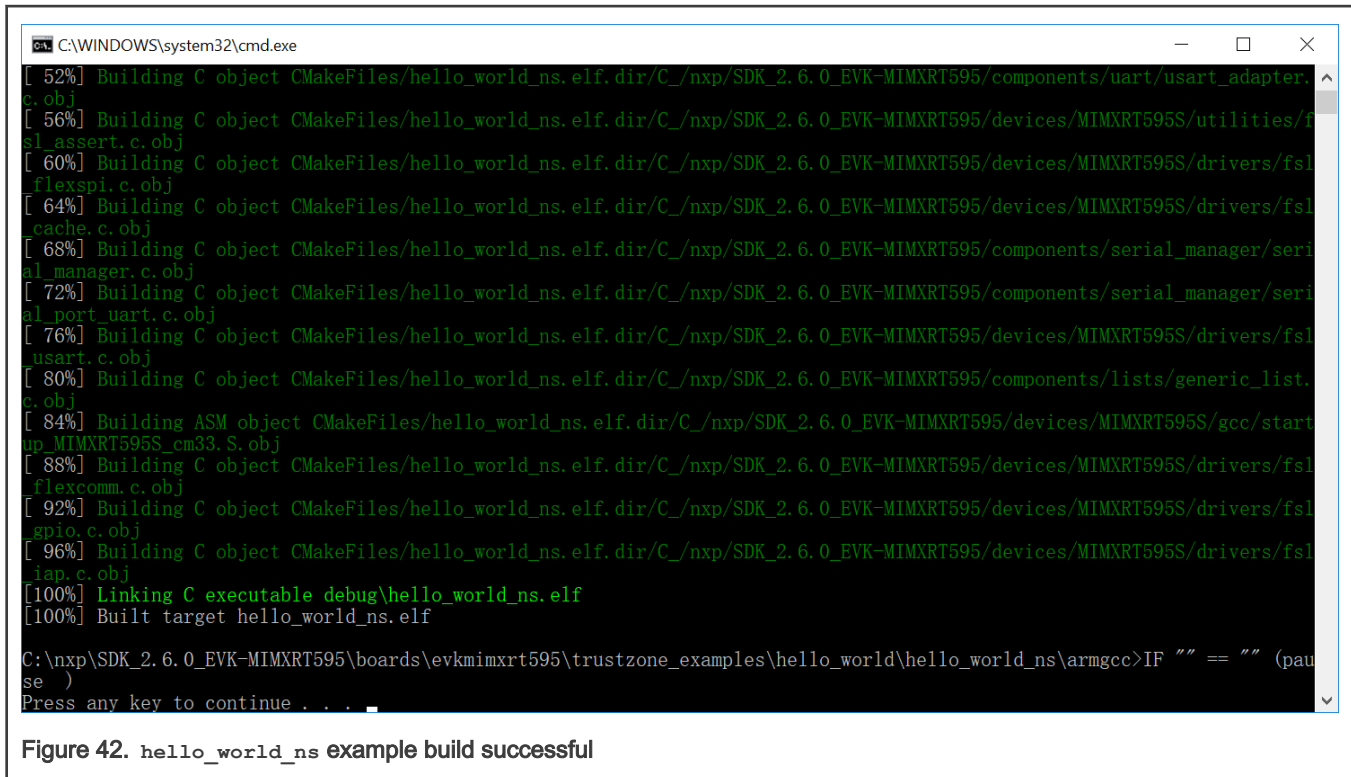 C:\WINDOWS\system32\cmd.exe
[ 52%] Building C object CMakeFiles/hello_world_ns.elf.dir/C_/nxp/SDK_2.6.0_EVK-MIMXRT595/components/uart/usart_adapter.
c.obj
[ 56%] Building C object CMakeFiles/hello_world_ns.elf.dir/C_/nxp/SDK_2.6.0_EVK-MIMXRT595/devices/MIMXRT595S/utilities/f
sl_assert.c.obj
[ 60%] Building C object CMakeFiles/hello_world_ns.elf.dir/C_/nxp/SDK_2.6.0_EVK-MIMXRT595/devices/MIMXRT595S/drivers/fsl
_flexspi.c.obj
[ 64%] Building C object CMakeFiles/hello_world_ns.elf.dir/C_/nxp/SDK_2.6.0_EVK-MIMXRT595/devices/MIMXRT595S/drivers/fsl
_cache.c.obj
[ 68%] Building C object CMakeFiles/hello_world_ns.elf.dir/C_/nxp/SDK_2.6.0_EVK-MIMXRT595/components/serial_manager/seri
al_manager.c.obj
[ 72%] Building C object CMakeFiles/hello_world_ns.elf.dir/C_/nxp/SDK_2.6.0_EVK-MIMXRT595/components/serial_manager/seri
al_port_uart.c.obj
[ 76%] Building C object CMakeFiles/hello_world_ns.elf.dir/C_/nxp/SDK_2.6.0_EVK-MIMXRT595/devices/MIMXRT595S/drivers/fsl
_usart.c.obj
[ 80%] Building C object CMakeFiles/hello_world_ns.elf.dir/C_/nxp/SDK_2.6.0_EVK-MIMXRT595/components/lists/generic_list.
c.obj
[ 84%] Building ASM object CMakeFiles/hello_world_ns.elf.dir/C_/nxp/SDK_2.6.0_EVK-MIMXRT595/devices/MIMXRT595S/gcc/start
up_MIMXRT595S_cm33.S.obj
[ 88%] Building C object CMakeFiles/hello_world_ns.elf.dir/C_/nxp/SDK_2.6.0_EVK-MIMXRT595/devices/MIMXRT595S/drivers/fsl
_flexcomm.c.obj
[ 92%] Building C object CMakeFiles/hello_world_ns.elf.dir/C_/nxp/SDK_2.6.0_EVK-MIMXRT595/devices/MIMXRT595S/drivers/fsl
_gpio.c.obj
[ 96%] Building C object CMakeFiles/hello_world_ns.elf.dir/C_/nxp/SDK_2.6.0_EVK-MIMXRT595/devices/MIMXRT595S/drivers/fsl
_iap.c.obj
[100%] Linking C executable debug\hello_world_ns.elf
[100%] Built target hello_world_ns.elf
C:\nxp\SDK_2.6.0_EVK-MIMXRT595\boards\evkmimxrt595\trustzone_examples\hello_world\hello_world_ns\armgcc>IF "" == "" (pau
se  )
Press any key to continue . . .
Figure 42. hello_world_ns example build successful